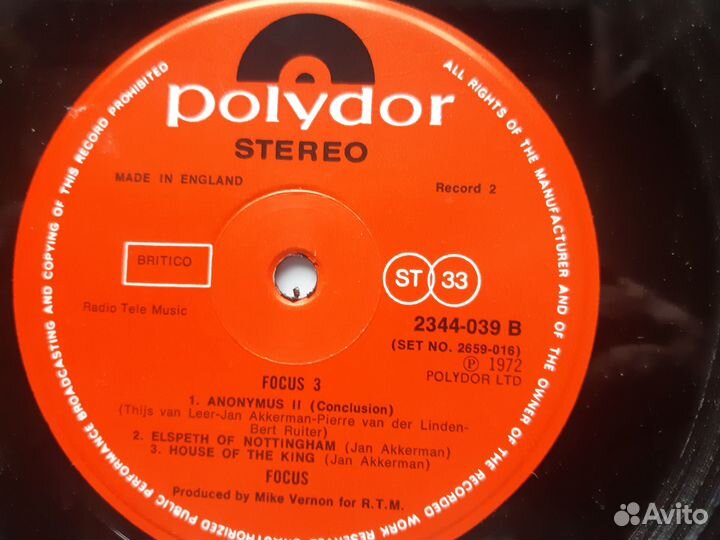 polydor
STEREO
MADE IN ENGLAND
Record 2
BRITICO
ST 33
Radio Tele Music
2344-039 B
(SET NO. 2659-016)
℗ 1972
POLYDOR LTD
FOCUS 3
1. ANONYMUS II (Conclusion)
(Thijs van Leer-Jan Akkerman-Pierre van der Linden-
Bert Ruiter)
2. ELSPETH OF NOTTINGHAM (Jan Akkerman)
3. HOUSE OF THE KING (Jan Akkerman)
FOCUS
Produced by Mike Vernon for R.T.M.
ALL RIGHTS OF THE MANUFACTURER AND OF THE OWNER OF THE RECORDED WORK RESERVED UNAUTHORIZED PUBLIC PERFORMANCE BROADCASTING AND COPYING OF THIS RECORD PROHIBITED
Avito